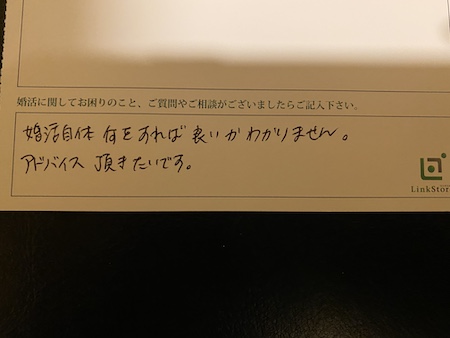 婚活に関してお困りのこと、ご質問やご相談がございましたらご記入下さい。
婚活自体 何をすれば良いかわかりません。
アドバイス 頂きたいです。
LinkStor